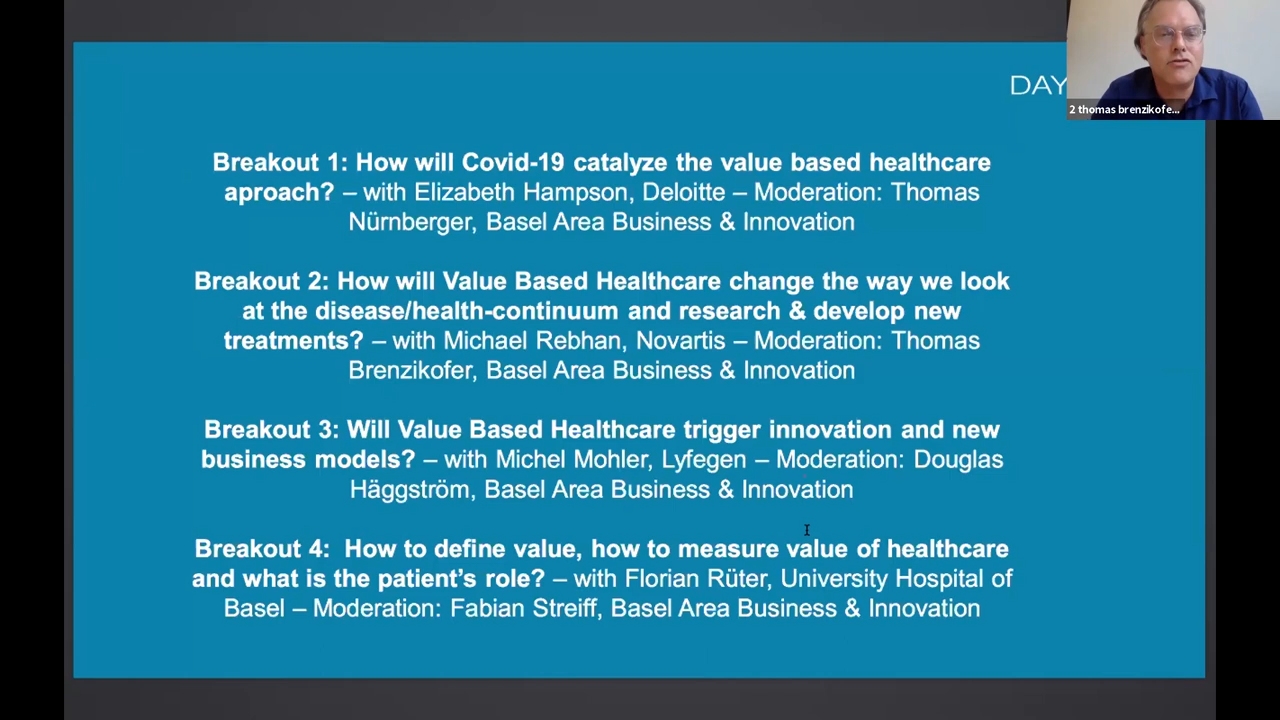 DAY
2 thomas brenzikofe...
Breakout 1: How will Covid-19 catalyze the value based healthcare
aproach? – with Elizabeth Hampson, Deloitte – Moderation: Thomas
Nürnberger, Basel Area Business & Innovation
Breakout 2: How will Value Based Healthcare change the way we look
at the disease/health-continuum and research & develop new
treatments? – with Michael Rebhan, Novartis – Moderation: Thomas
Brenzikofer, Basel Area Business & Innovation
Breakout 3: Will Value Based Healthcare trigger innovation and new
business models? – with Michel Mohler, Lyfegen – Moderation: Douglas
Häggström, Basel Area Business & Innovation
Breakout 4:  How to define value, how to measure value of healthcare
and what is the patient’s role? – with Florian Rüter, University Hospital of
Basel – Moderation: Fabian Streiff, Basel Area Business & Innovation